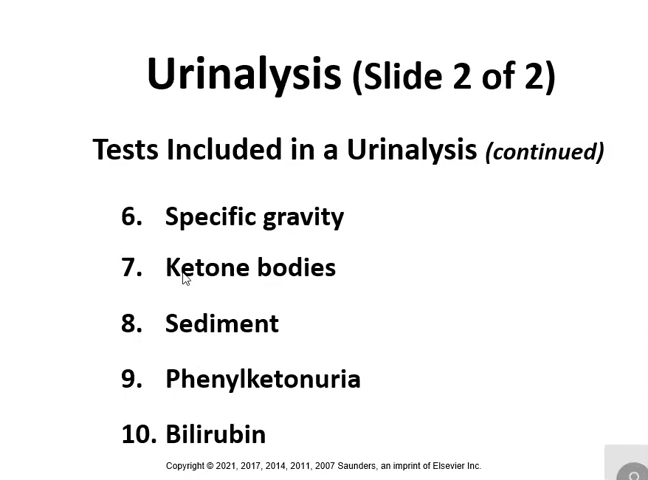 Urinalysis (Slide 2 of 2)
Tests Included in a Urinalysis (continued)
6. Specific gravity
7. Ketone bodies
8. Sediment
9. Phenylketonuria
10. Bilirubin
Copyright © 2021, 2017, 2014, 2011, 2007 Saunders, an imprint of Elsevier Inc.